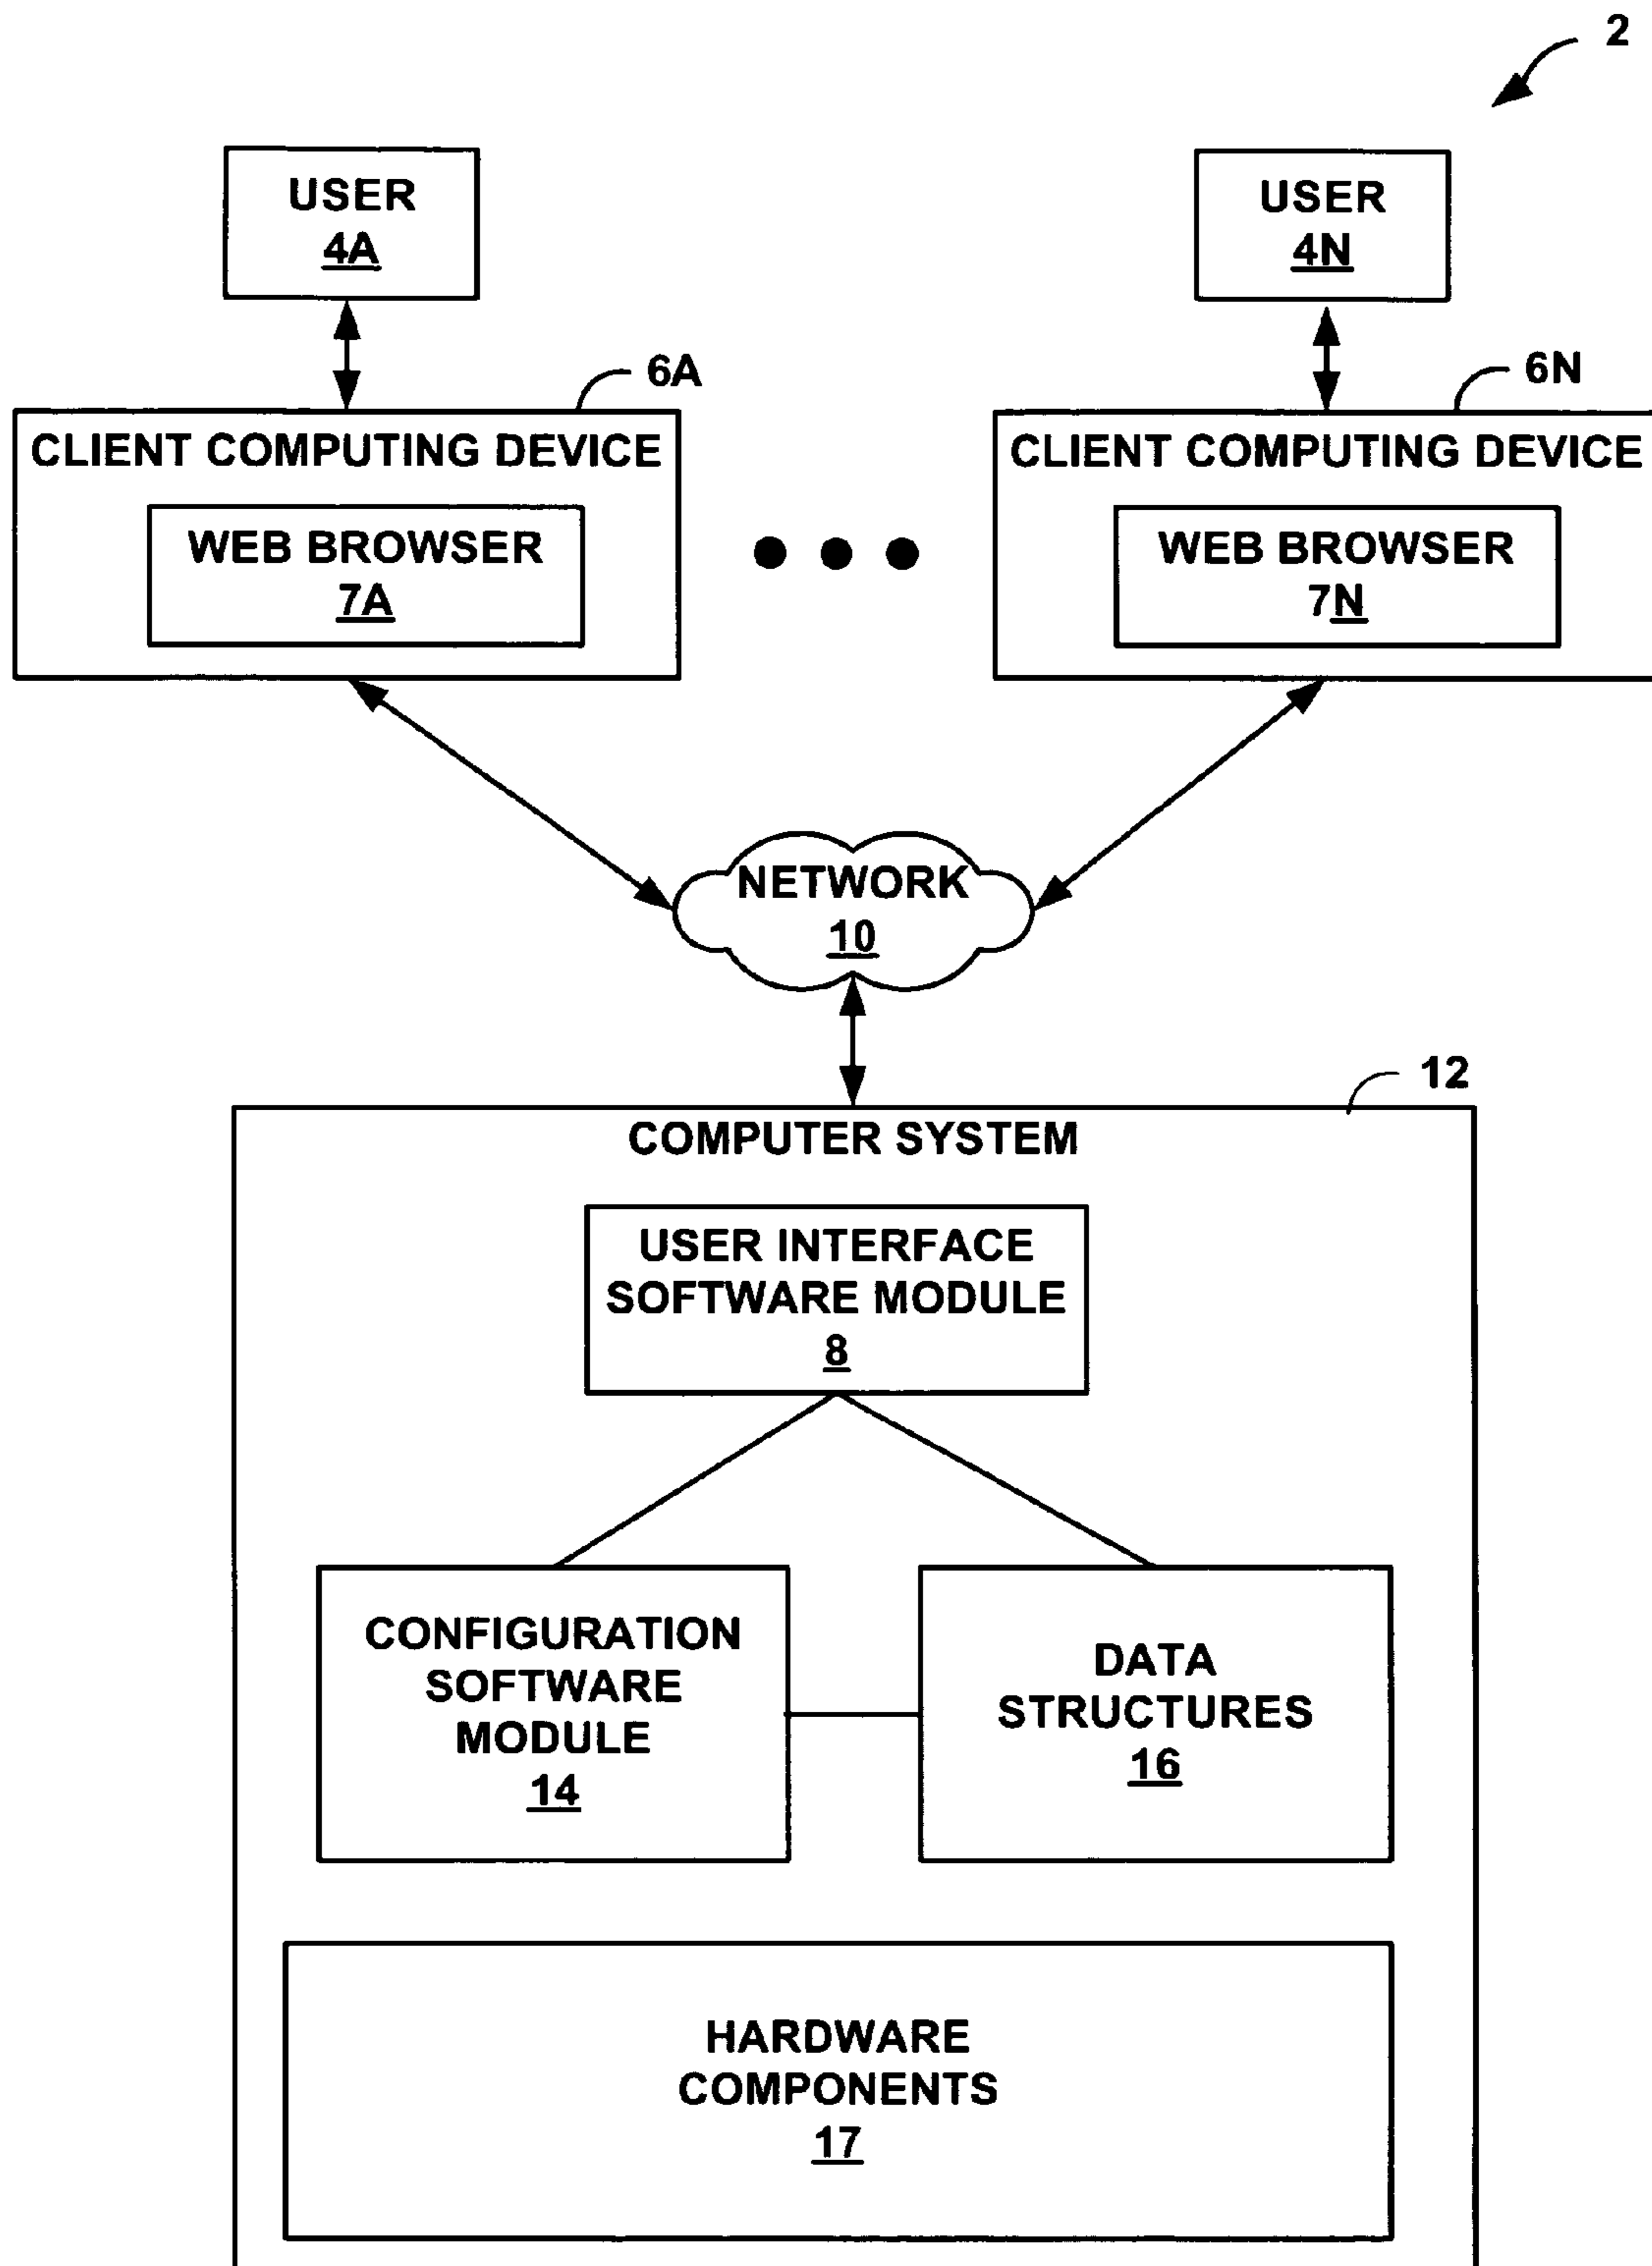 2
USER
4A
USER
4N
6A
6N
CLIENT COMPUTING DEVICE
WEB BROWSER
7A
CLIENT COMPUTING DEVICE
WEB BROWSER
7N
NETWORK
10
12
COMPUTER SYSTEM
USER INTERFACE
SOFTWARE MODULE
8
CONFIGURATION
SOFTWARE
MODULE
14
DATA
STRUCTURES
16
HARDWARE
COMPONENTS
17